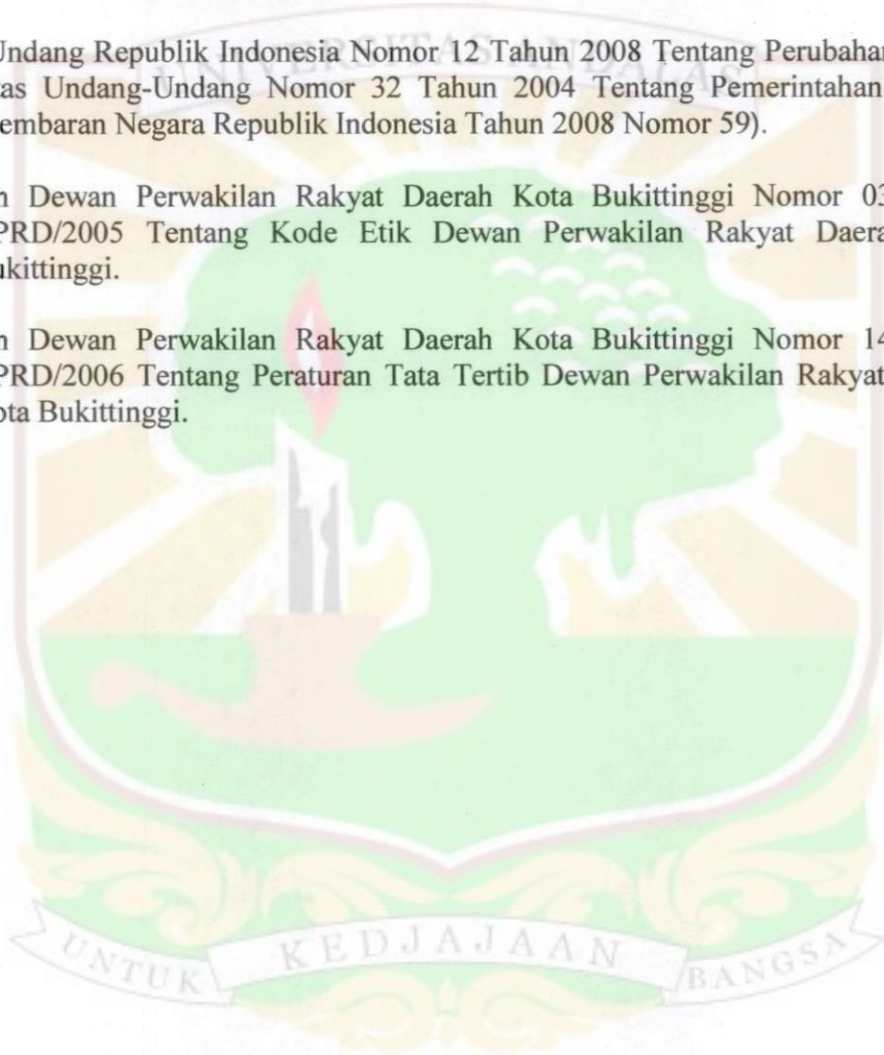 UNIVERSITAS ANDALAS
Undang Republik Indonesia Nomor 12 Tahun 2008 Tentang Perubahan
tas Undang-Undang Nomor 32 Tahun 2004 Tentang Pemerintahan
embaran Negara Republik Indonesia Tahun 2008 Nomor 59).
n Dewan Perwakilan Rakyat Daerah Kota Bukittinggi Nomor 03
PRD/2005 Tentang Kode Etik Dewan Perwakilan Rakyat Daera
ukittinggi.
n Dewan Perwakilan Rakyat Daerah Kota Bukittinggi Nomor 14
PRD/2006 Tentang Peraturan Tata Tertib Dewan Perwakilan Rakyat
ota Bukittinggi.
UNTUK KEDJAJAAN BANGSA